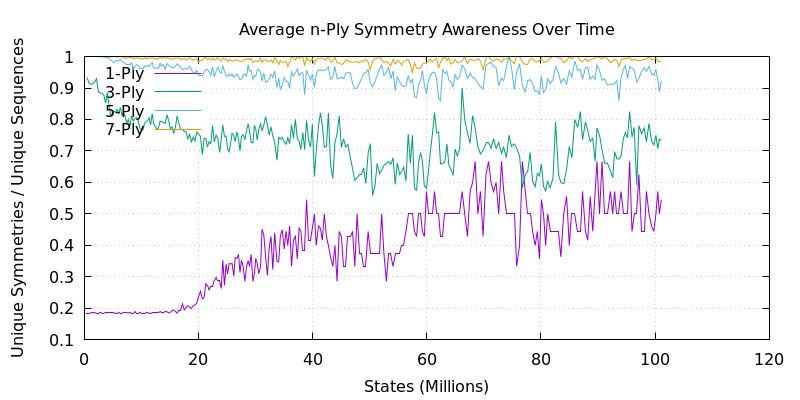 Average n-Ply Symmetry Awareness Over Time
Unique Symmetries / Unique Sequences
1
0.9
0.8
0.7
0.6
0.5
0.4
0.3
0.2
0.1
1-Ply
3-Ply
5-Ply
7-Ply
0 20 40 60 80 100 120
States (Millions)